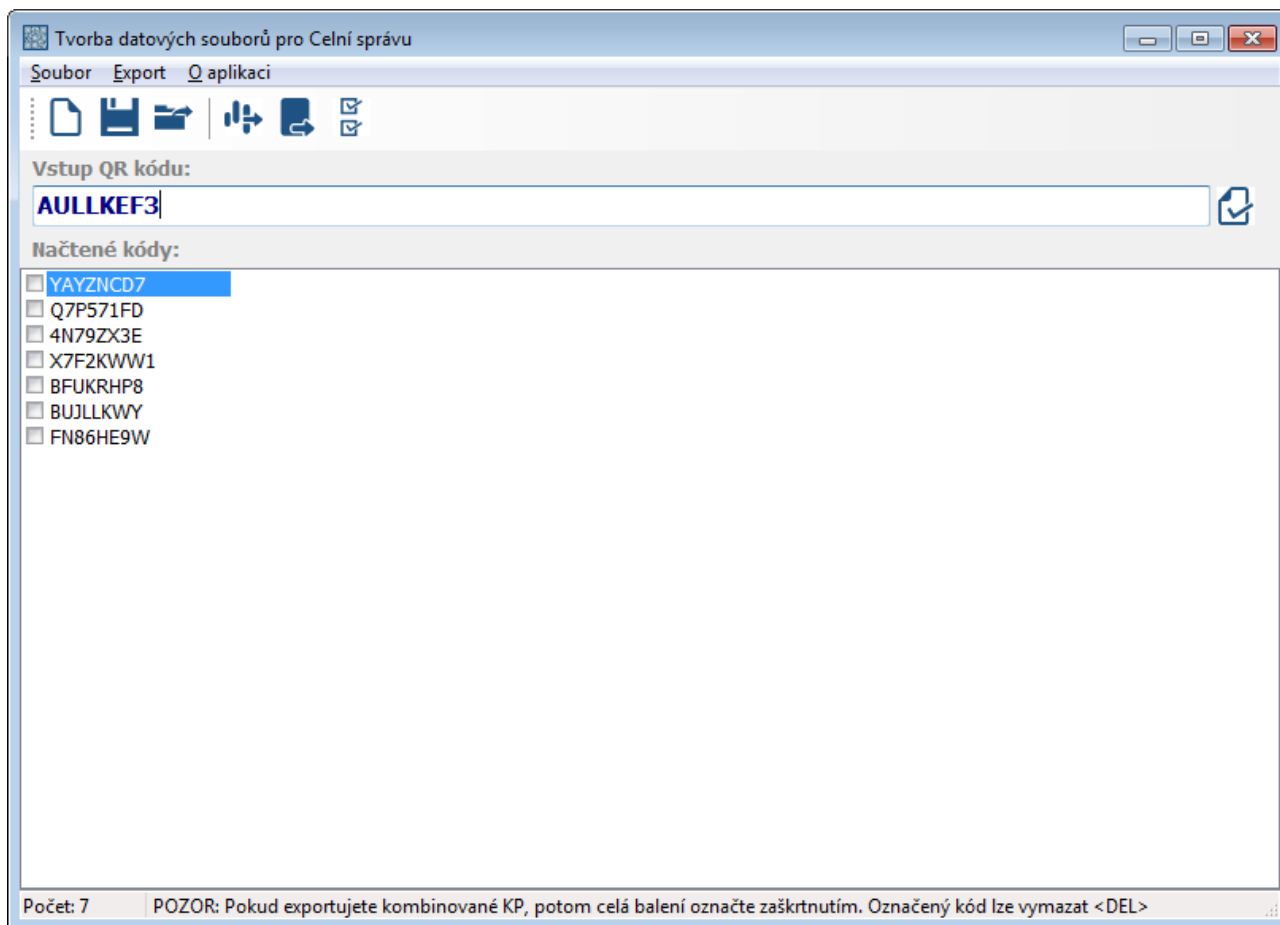 Tvorba datových souborů pro Celní správu
Soubor Export O aplikaci
Vstup QR kódu:
AULLKEF3
Načtené kódy:
YAYZNCD7
Q7P571FD
4N79ZX3E
X7F2KWW1
BFUKRHP8
BUJLLKWY
FN86HE9W
Počet: 7 POZOR: Pokud exportujete kombinované KP, potom celá balení označte zaškrtnutím. Označený kód lze vymazat <DEL>